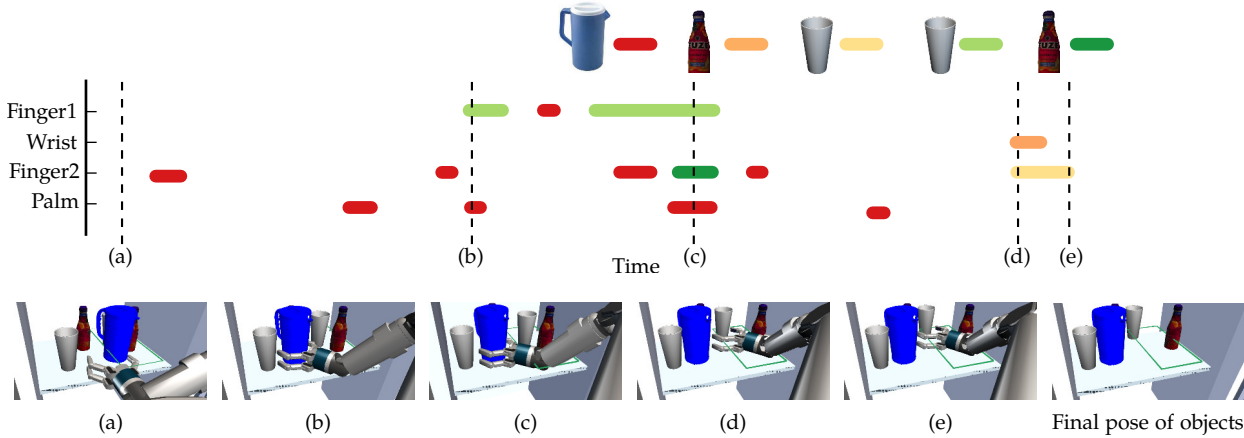 Finger1
Wrist
Finger2
Palm
(a)
(b)
(c)
(d)
(e)
Time
(a)
(b)
(c)
(d)
(e)
Final pose of objects